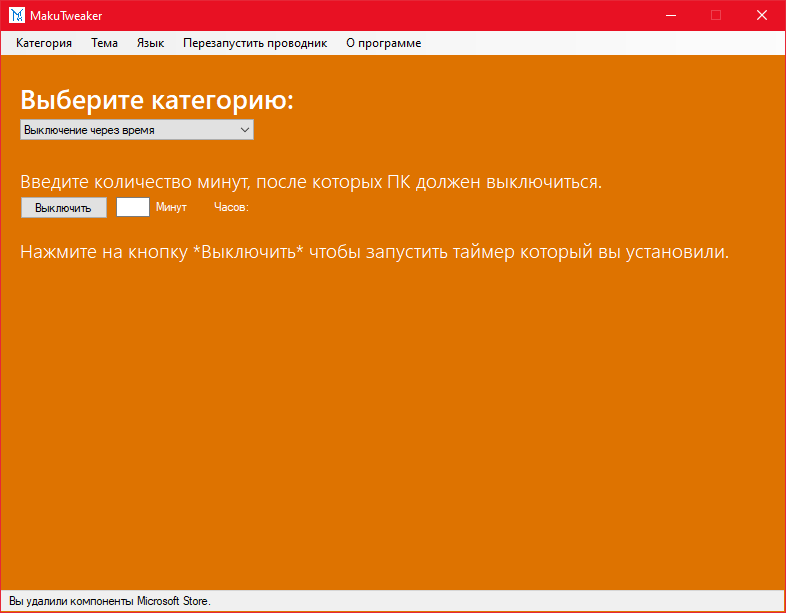 MakuTweaker
Категория Тема Язык Перезапустить проводник О программе
Выберите категорию:
Выключение через время
Введите количество минут, после которых ПК должен выключиться.
Выключить Минут Часов:
Нажмите на кнопку *Выключить* чтобы запустить таймер который вы установили.
Вы удалили компоненты Microsoft Store.